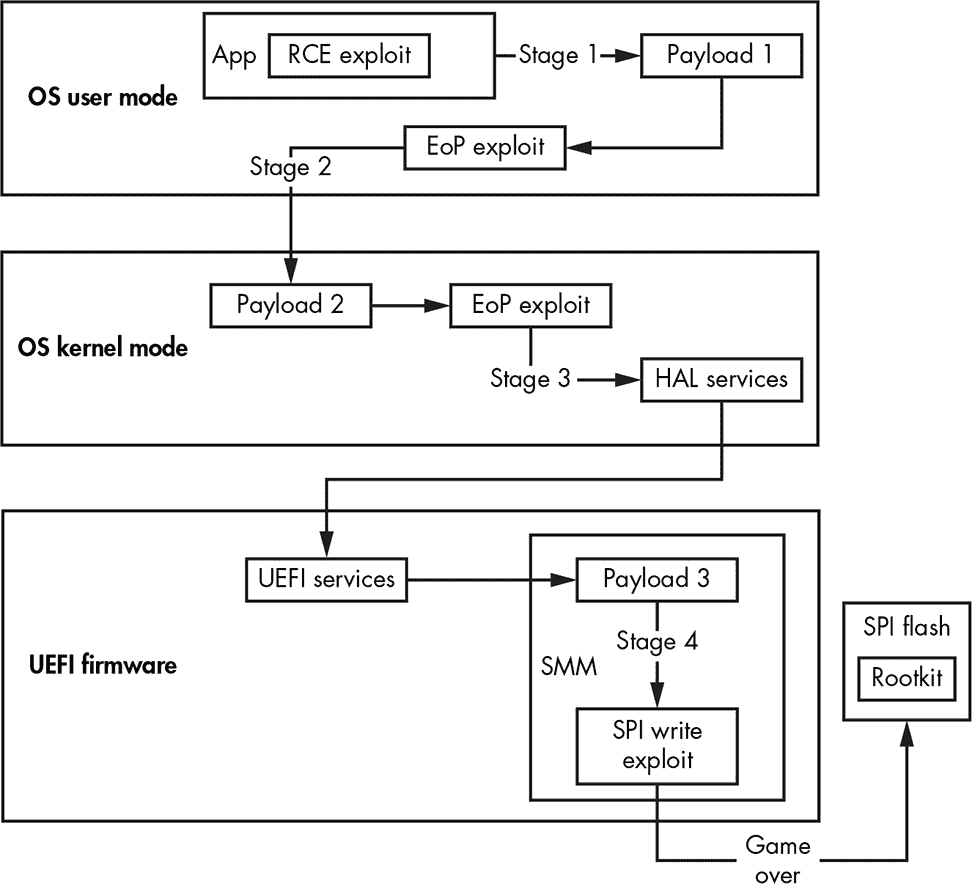 App
RCE exploit
Stage 1
Payload 1
OS user mode
EoP exploit
Stage 2
Payload 2
EoP exploit
OS kernel mode
Stage 3
HAL services
UEFI services
Payload 3
SPI flash
Stage 4
UEFI firmware
SMM
Rootkit
SPI write
exploit
Game
over